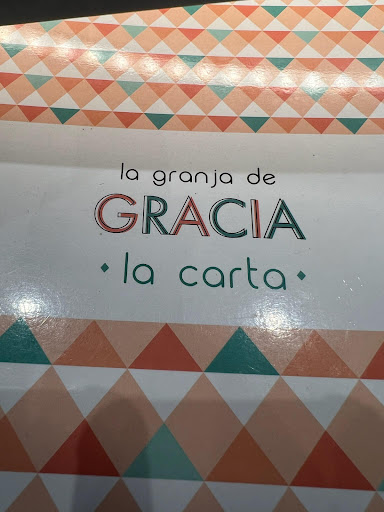 la granja de
GRACIA
· la carta ·